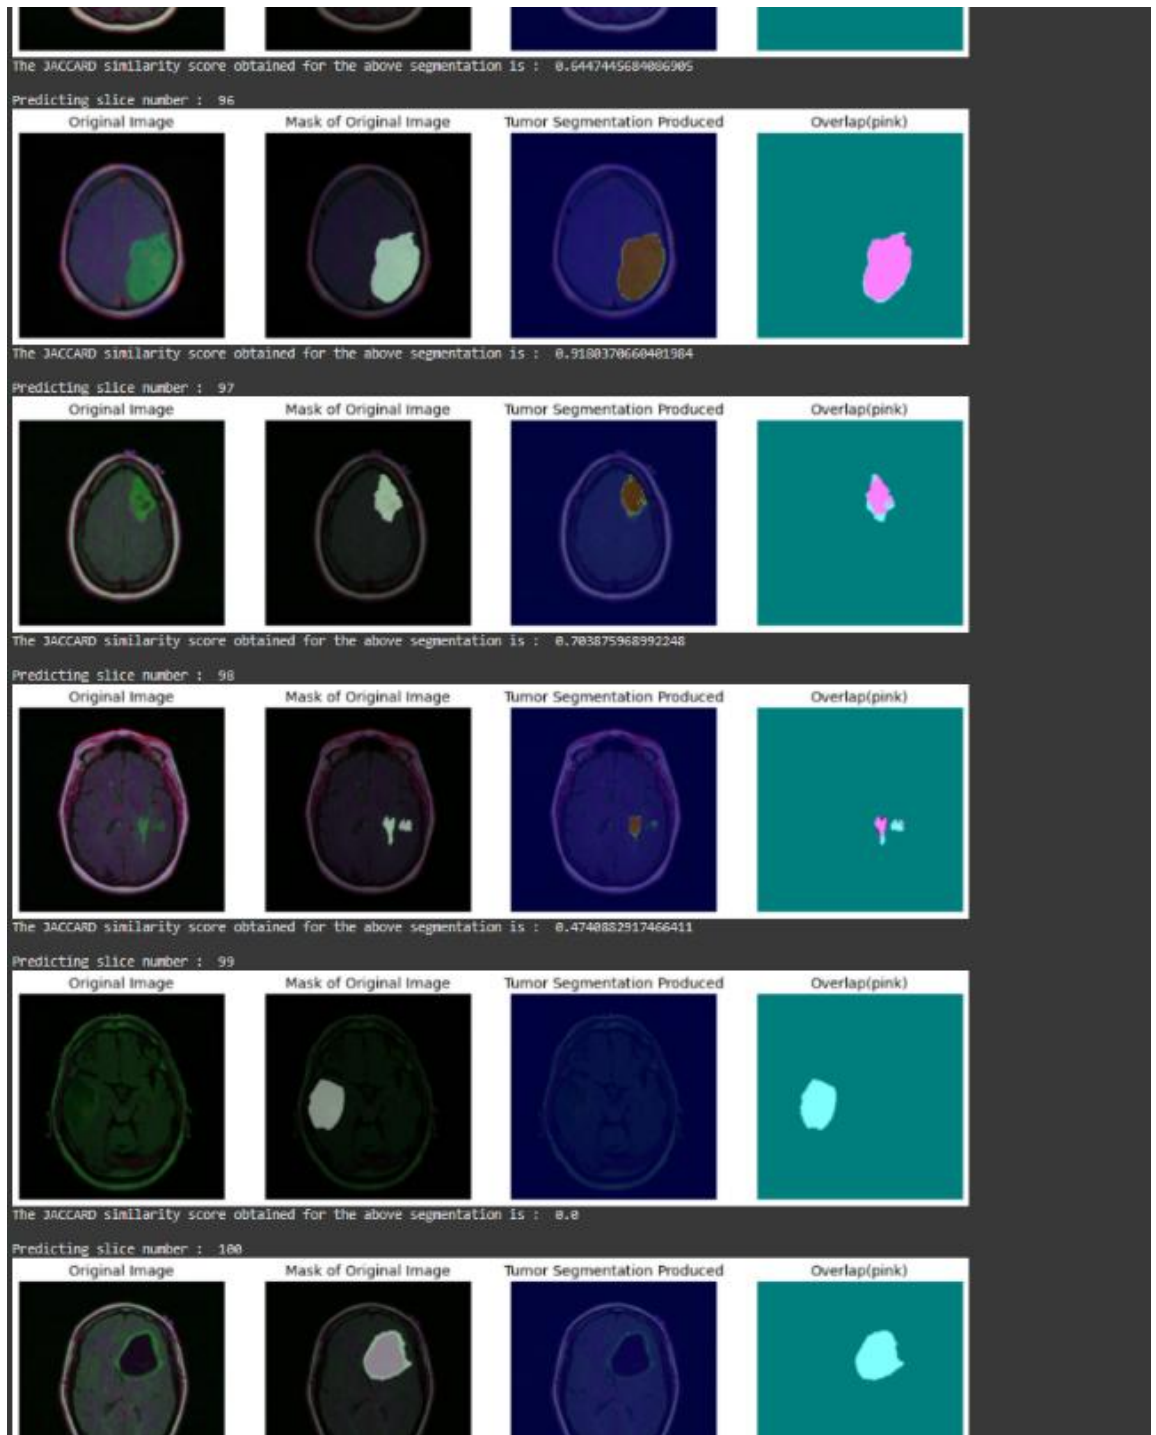 The JACCARD similarity score obtained for the above segmentation is : 0.6447445684086905
Predicting slice number : 96
Original Image Mask of Original Image Tumor Segmentation Produced Overlap(pink)
The JACCARD similarity score obtained for the above segmentation is : 0.9180370660401984
Predicting slice number : 97
Original Image Mask of Original Image Tumor Segmentation Produced Overlap(pink)
The JACCARD similarity score obtained for the above segmentation is : 0.703875968992248
Predicting slice number : 98
Original Image Mask of Original Image Tumor Segmentation Produced Overlap(pink)
The JACCARD similarity score obtained for the above segmentation is : 0.4740882917466411
Predicting slice number : 99
Original Image Mask of Original Image Tumor Segmentation Produced Overlap(pink)
The JACCARD similarity score obtained for the above segmentation is : 0.0
Predicting slice number : 100
Original Image Mask of Original Image Tumor Segmentation Produced Overlap(pink)